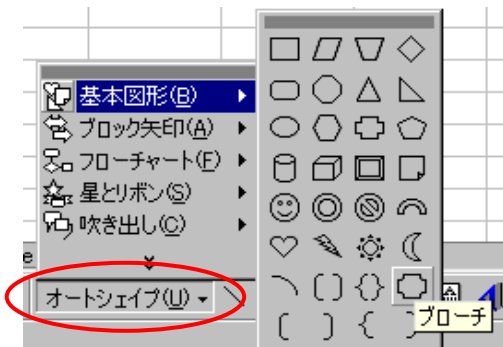 基本図形(B)
ブロック矢印(A)
フローチャート(F)
星とリボン(S)
吹き出し(C)
オートシェイプ(U)
ブローチ